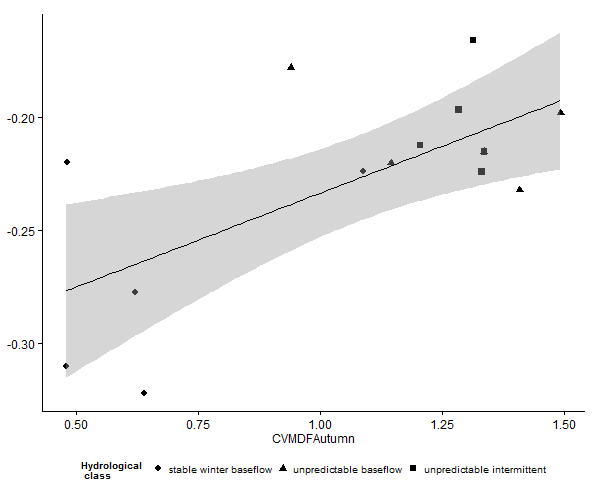 -0.20
-0.25
-0.30
0.50 0.75 1.00 1.25 1.50
CVMDFAutumn
Hydrological
class
stable winter baseflow unpredictable baseflow unpredictable intermittent